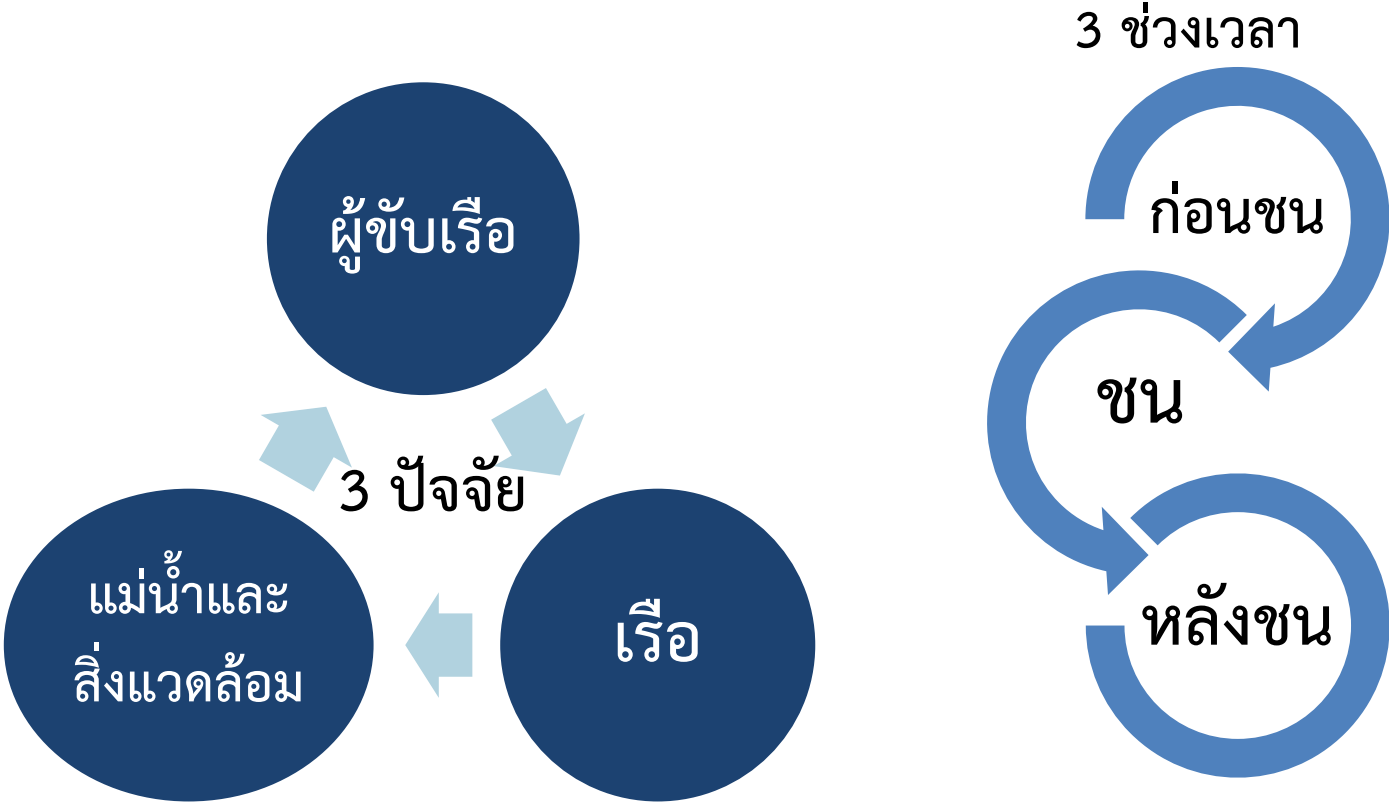 3 ช่วงเวลา
ผู้ขับเรือ
3 ปัจจัย
แม่น้ำและ
สิ่งแวดล้อม
เรือ
ก่อนชน
ชน
หลังชน